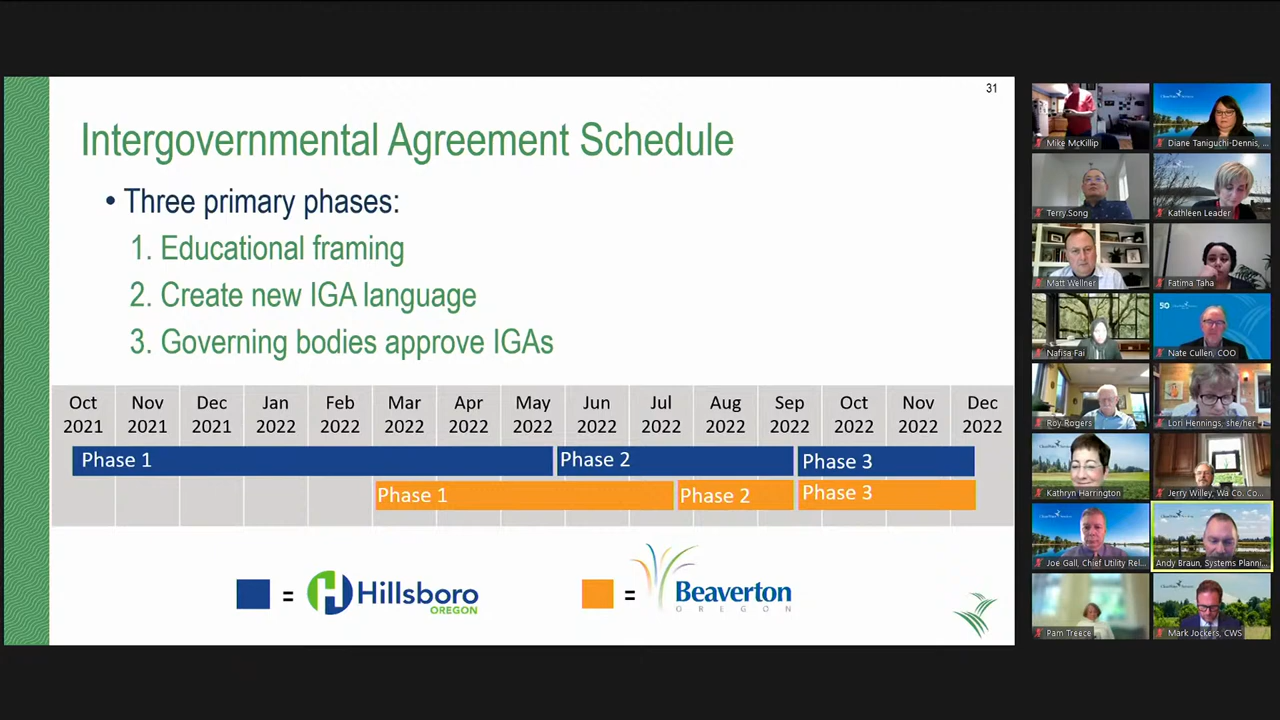 31
Intergovernmental Agreement Schedule
• Three primary phases:
1. Educational framing
2. Create new IGA language
3. Governing bodies approve IGAs
Oct Nov Dec Jan Feb Mar Apr May Jun Jul Aug Sep Oct Nov Dec
2021 2021 2021 2022 2022 2022 2022 2022 2022 2022 2022 2022 2022 2022 2022
Phase 1 Phase 2 Phase 3
Phase 1 Phase 2 Phase 3
= Hillsboro
OREGON
= Beaverton
OREGON
Mike McKillip
Diane Taniguchi-Dennis, ...
Terry.Song
Kathleen Leader
Matt Wellner
Fatima Taha
Nafisa Fai
50
Nate Cullen, COO
Roy Rogers
Lori Hennings, she/her
Kathryn Harrington
Jerry Willey, Wa Co. Co...
Joe Gall, Chief Utility Rel...
Andy Braun, Systems Planni...
Pam Treece
Mark Jockers, CWS